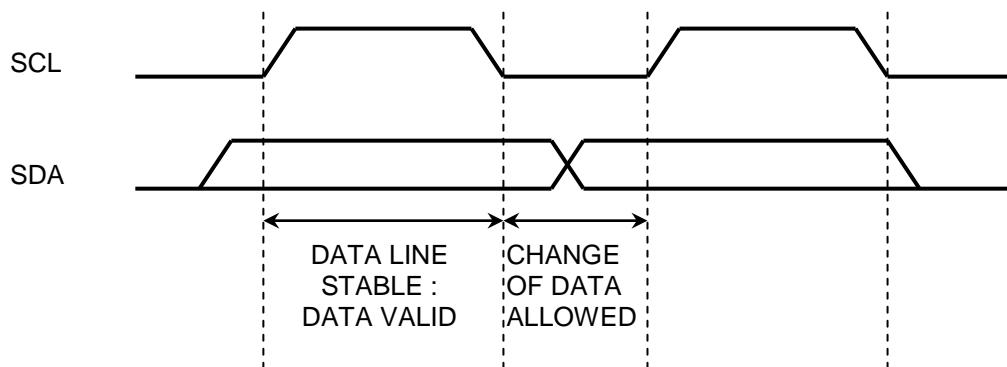 SCL
SDA
DATA LINE
STABLE :
DATA VALID
CHANGE
OF DATA
ALLOWED